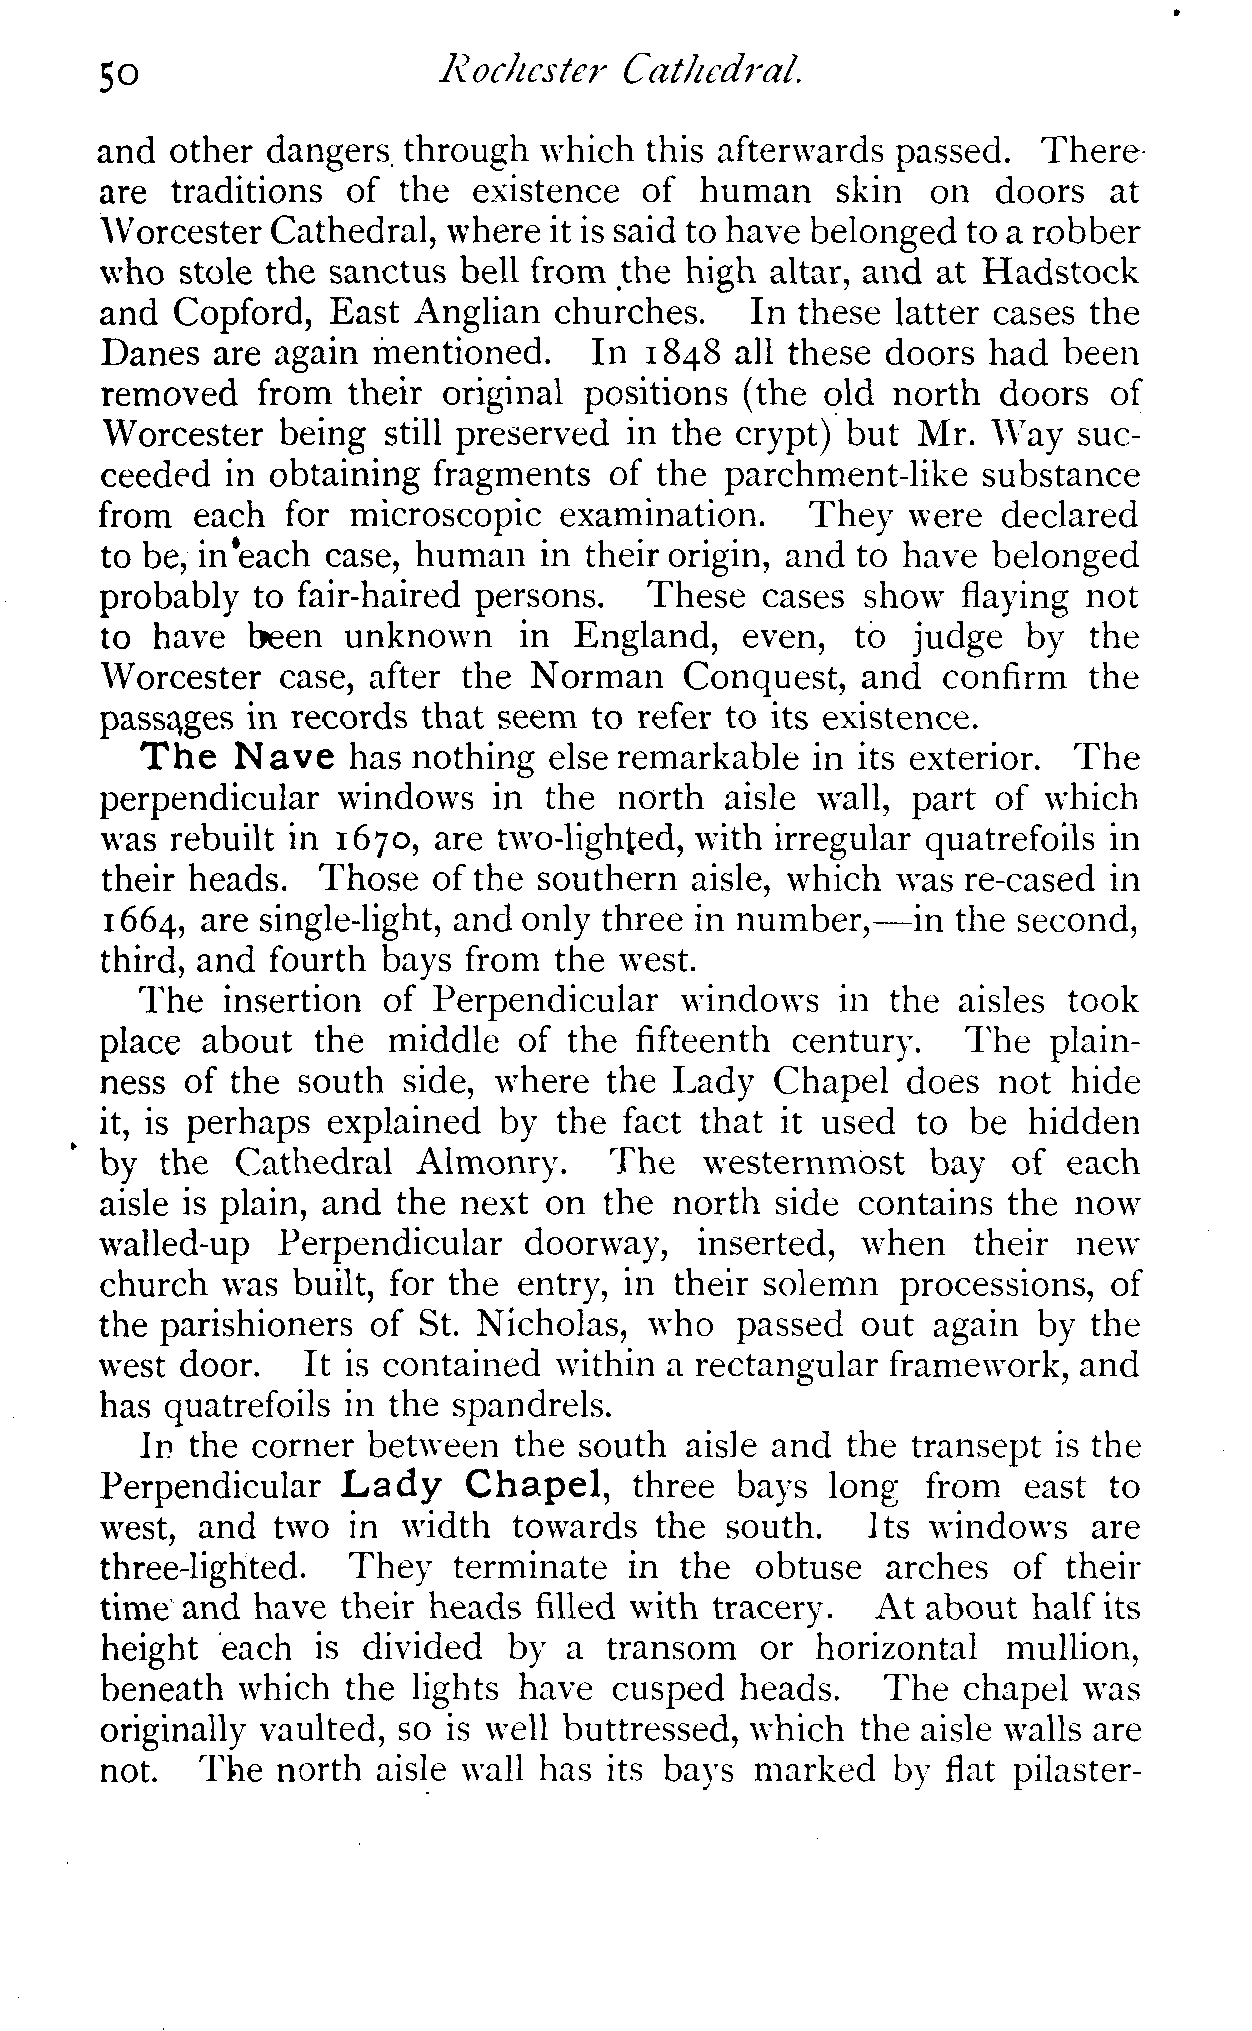 50 Rochester Cathedral.
and other dangers through which this afterwards passed. There
are traditions of the existence of human skin on doors at
Worcester Cathedral, where it is said to have belonged to a robber
who stole the sanctus bell from the high altar, and at Hadstock
and Copford, East Anglian churches. In these latter cases the
Danes are again mentioned. In 1848 all these doors had been
removed from their original positions (the old north doors of
Worcester being still preserved in the crypt) but Mr. Way suc-
ceeded in obtaining fragments of the parchment-like substance
from each for microscopic examination. They were declared
to be, in each case, human in their origin, and to have belonged
probably to fair-haired persons. These cases show flaying not
to have been unknown in England, even, to judge by the
Worcester case, after the Norman Conquest, and confirm the
passages in records that seem to refer to its existence.
The Nave has nothing else remarkable in its exterior. The
perpendicular windows in the north aisle wall, part of which
was rebuilt in 1670, are two-lighted, with irregular quatrefoils in
their heads. Those of the southern aisle, which was re-cased in
1664, are single-light, and only three in number,—in the second,
third, and fourth bays from the west.
The insertion of Perpendicular windows in the aisles took
place about the middle of the fifteenth century. The plain-
ness of the south side, where the Lady Chapel does not hide
it, is perhaps explained by the fact that it used to be hidden
by the Cathedral Almonry. The westernmost bay of each
aisle is plain, and the next on the north side contains the now
walled-up Perpendicular doorway, inserted, when their new
church was built, for the entry, in their solemn processions, of
the parishioners of St. Nicholas, who passed out again by the
west door. It is contained within a rectangular framework, and
has quatrefoils in the spandrels.
In the corner between the south aisle and the transept is the
Perpendicular Lady Chapel, three bays long from east to
west, and two in width towards the south. Its windows are
three-lighted. They terminate in the obtuse arches of their
time and have their heads filled with tracery. At about half its
height each is divided by a transom or horizontal mullion,
beneath which the lights have cusped heads. The chapel was
originally vaulted, so is well buttressed, which the aisle walls are
not. The north aisle wall has its bays marked by flat pilaster-